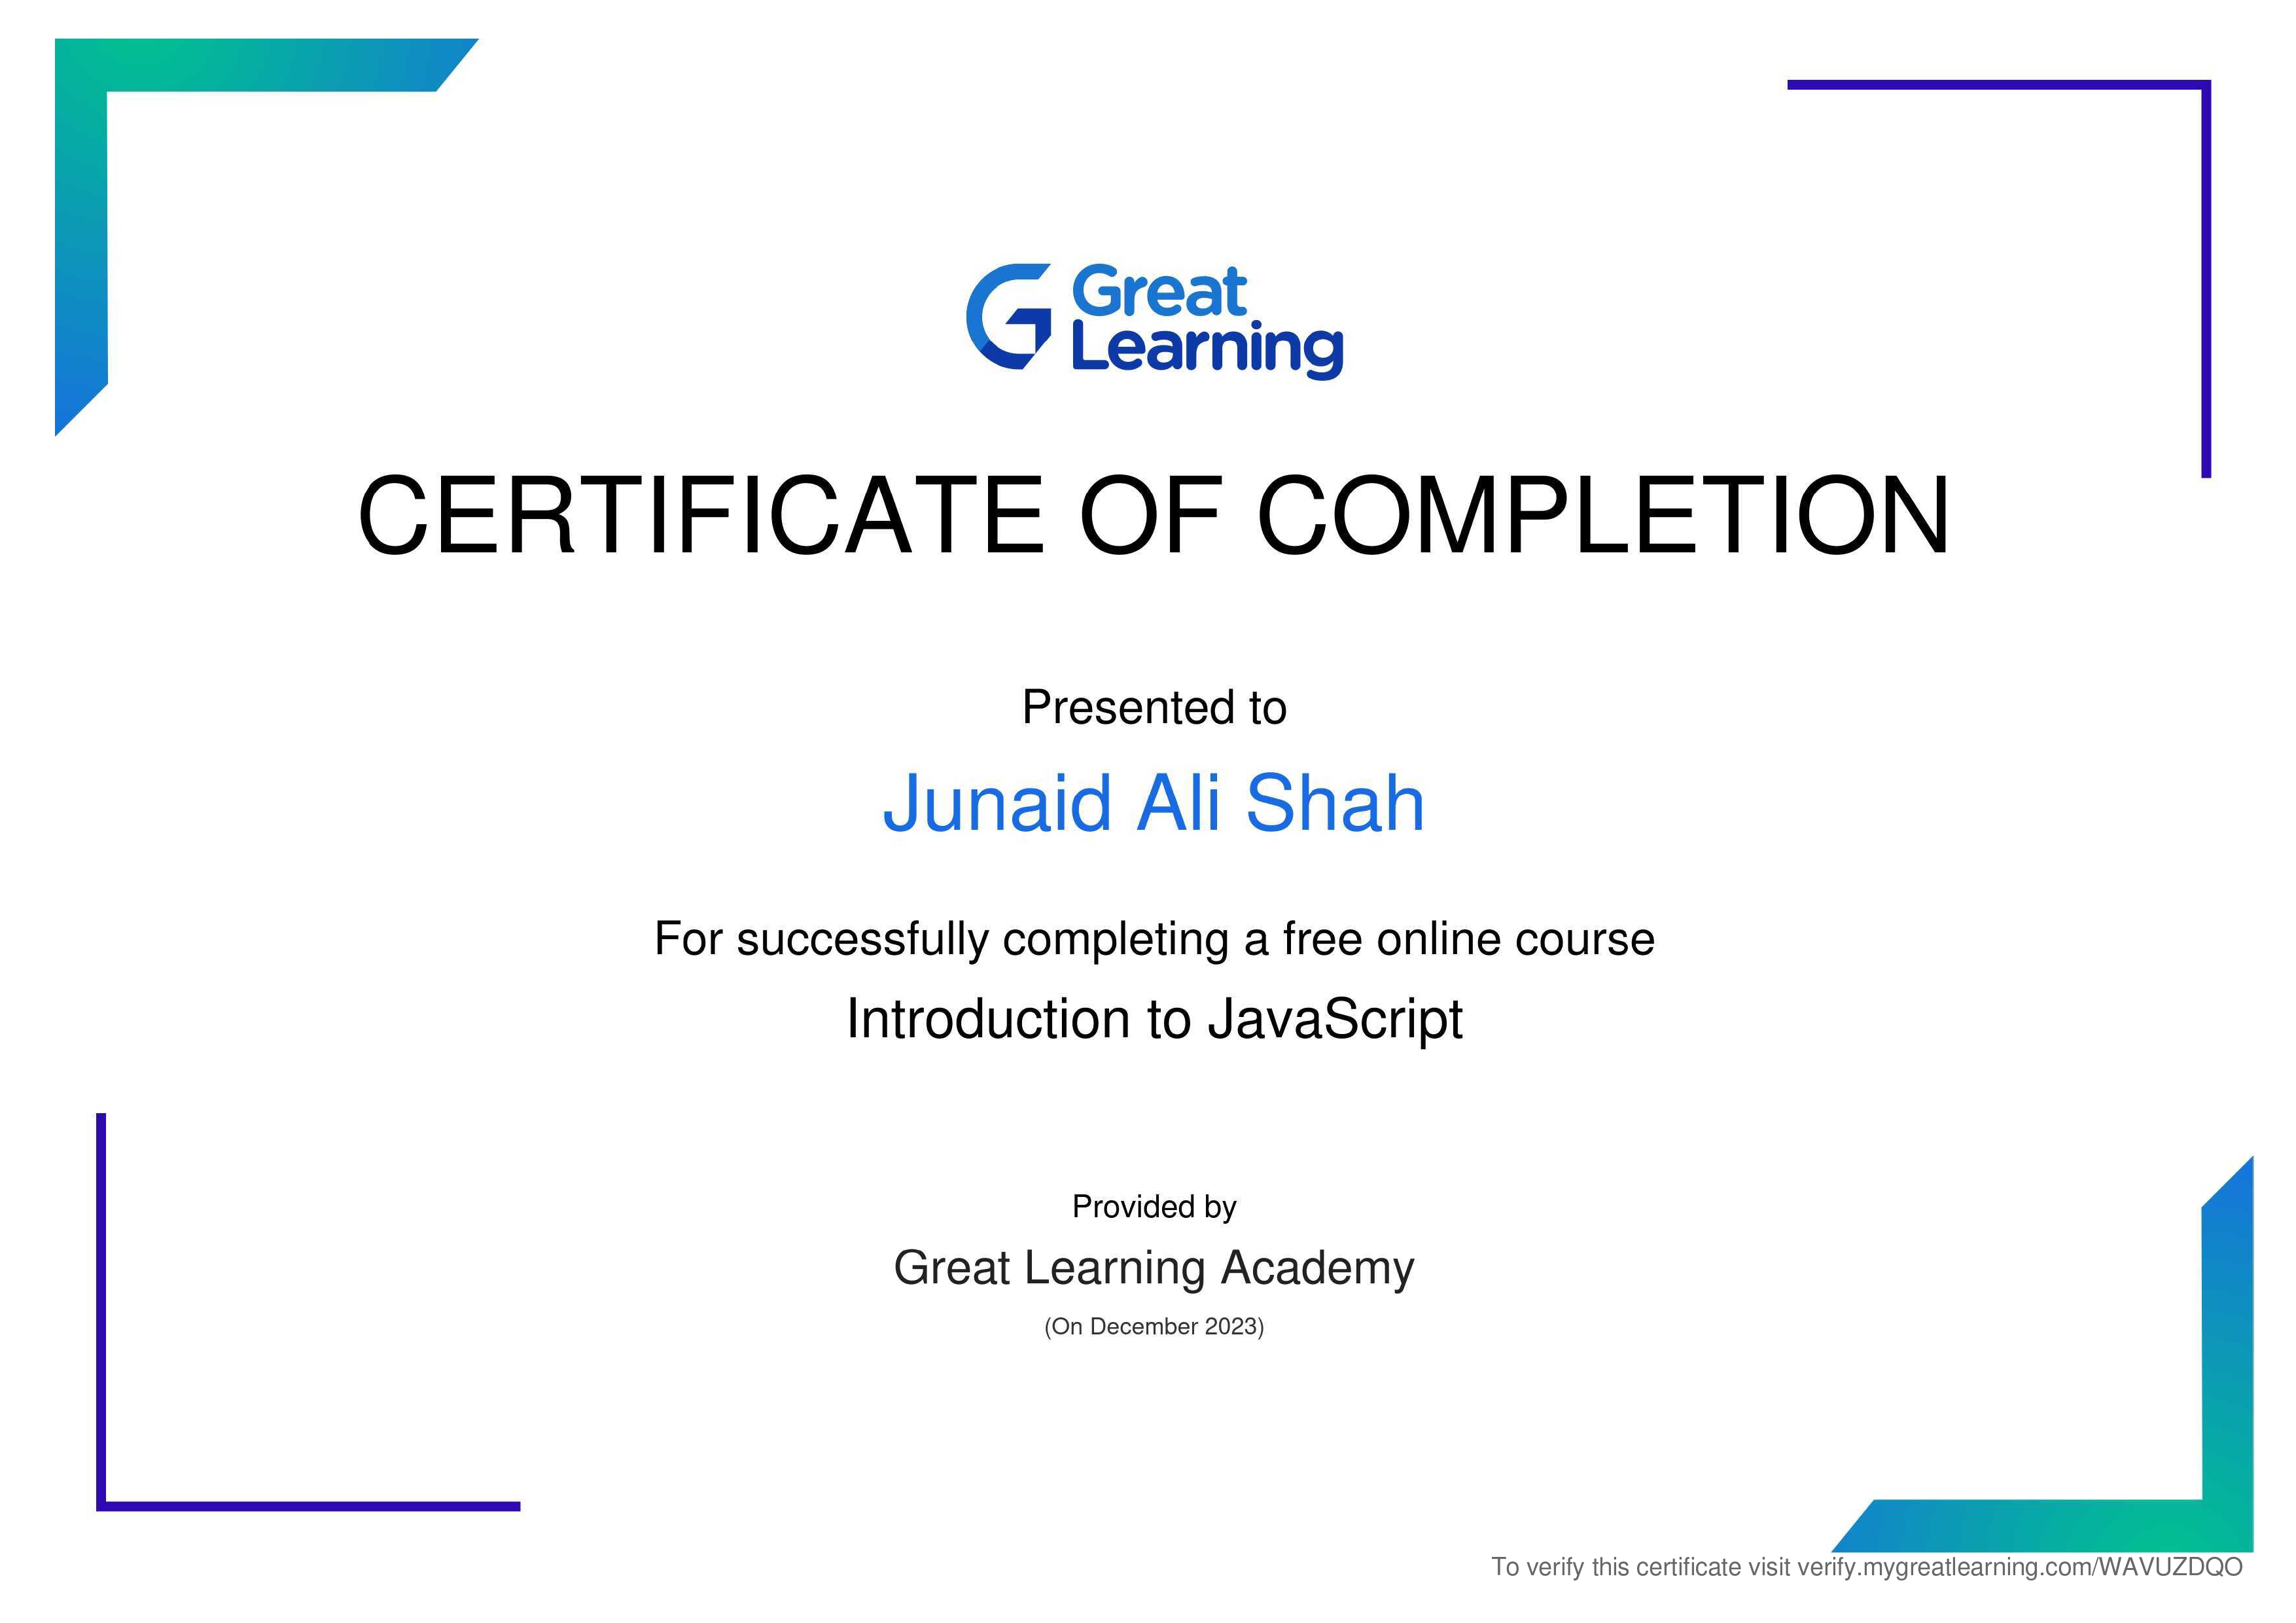 Great
Learning
CERTIFICATE OF COMPLETION
Presented to
Junaid Ali Shah
For successfully completing a free online course
Introduction to JavaScript
Provided by
Great Learning Academy
(On December 2023)
To verify this certificate visit verify.mygreatlearning.com/WAVUZDQO